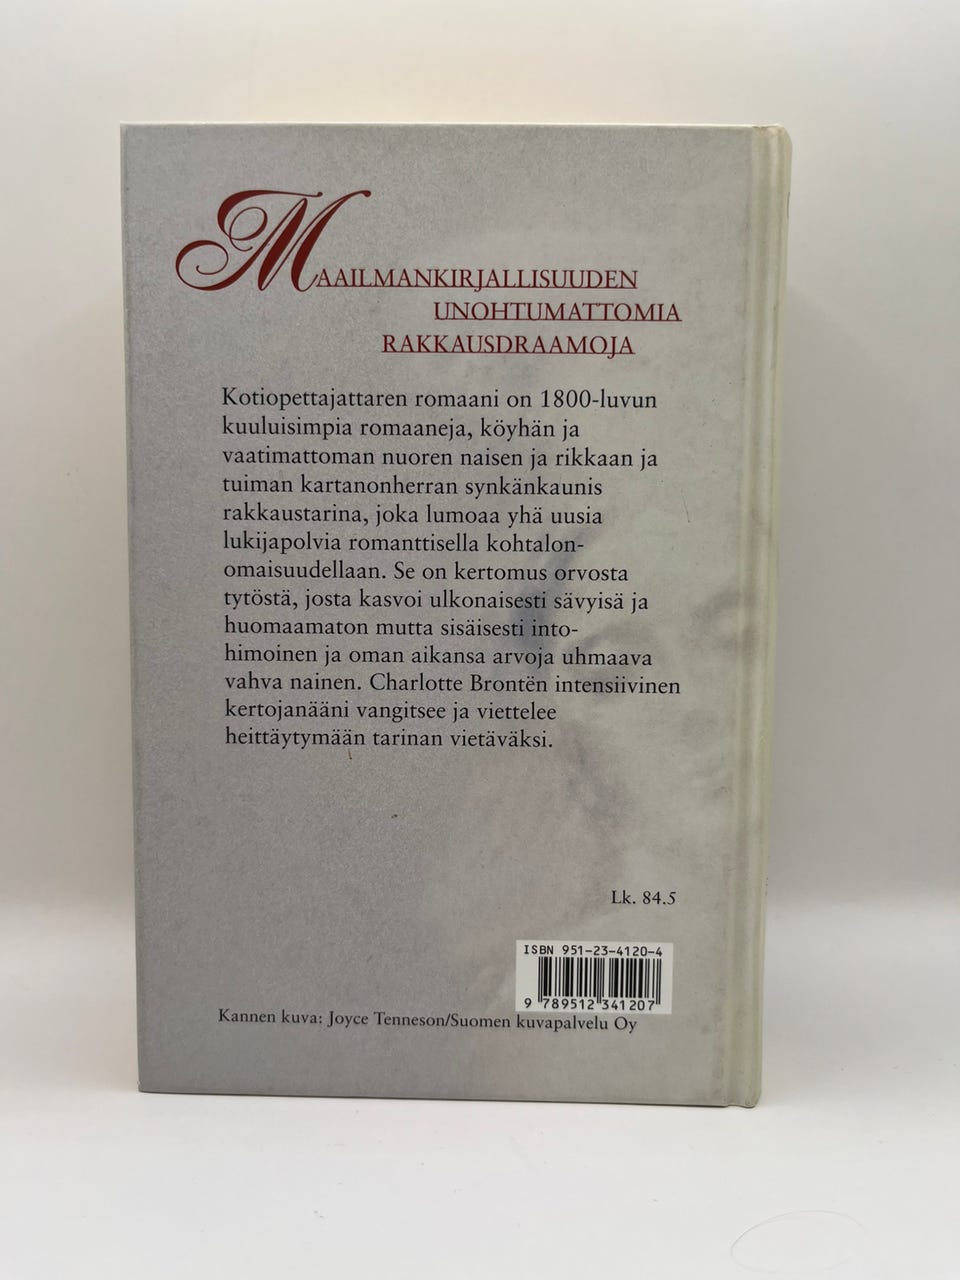 MAAILMANKIRJALLISUUDEN
UNOHTUMATTOMIA
RAKKAUSDRAAMOJA
Kotiopettajattaren romaani on 1800-luvun
kuuluisimpia romaaneja, köyhän ja
vaatimattoman nuoren naisen ja rikkaan ja
tuiman kartanonherran synkänkaunis
rakkaustarina, joka lumoaa yhä uusia
lukijapolvia romanttisella kohtalon-
omaisuudellaan. Se on kertomus orvosta
tytöstä, josta kasvoi ulkonaisesti sävyisä ja
huomaamaton mutta sisäisesti into-
himoinen ja oman aikansa arvoja uhmaava
vahva nainen. Charlotte Brontën intensiivinen
kertojanääni vangitsee ja viettelee
heittäytymään tarinan vietäväksi.
Lk. 84.5
ISBN 951-23-4120-4
9 789512 341207
Kannen kuva: Joyce Tenneson/Suomen kuvapalvelu Oy